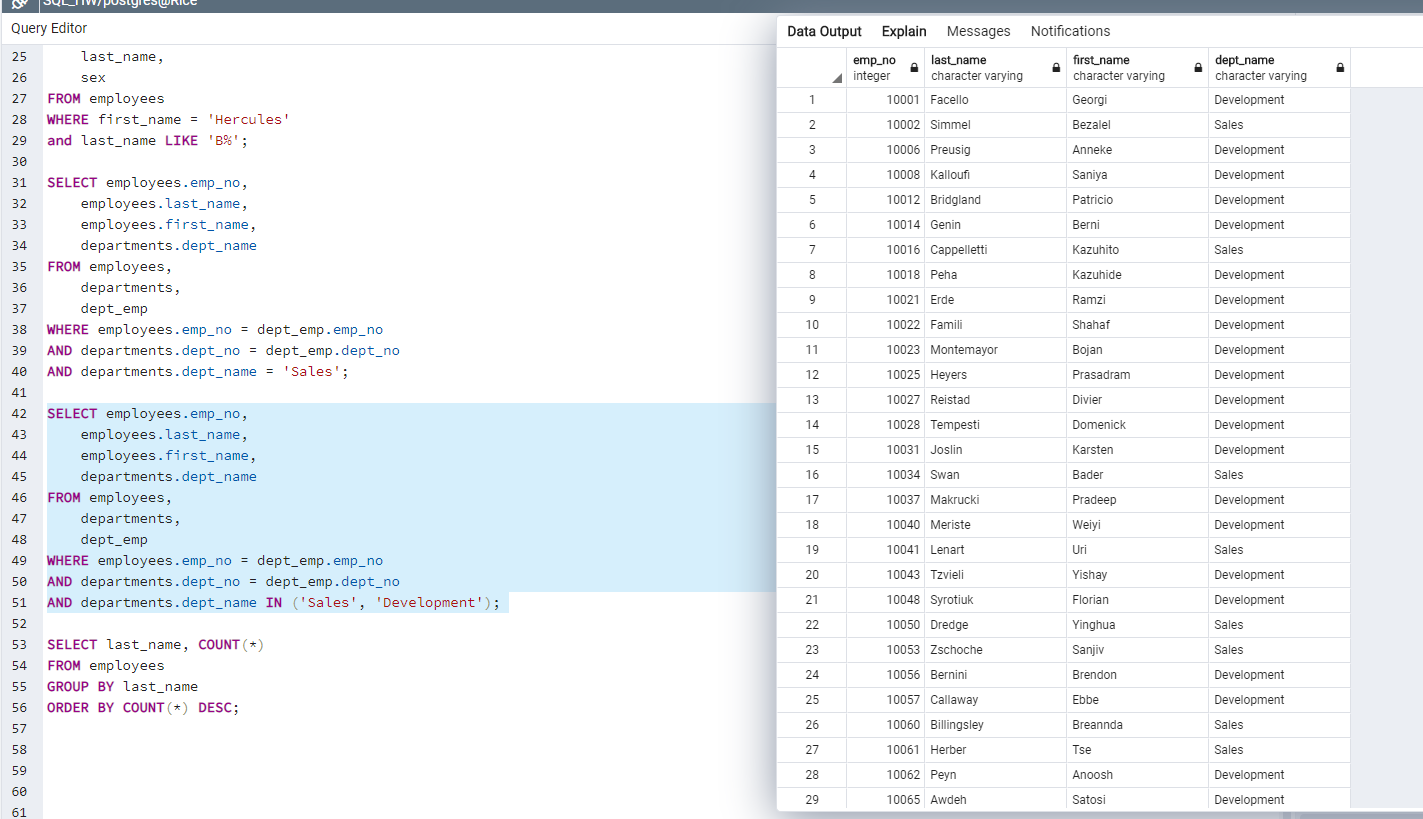 SQL_HW/postgres@Rice
Query Editor
25 last_name,
26 sex
27 FROM employees
28 WHERE first_name = 'Hercules'
29 and last_name LIKE 'B%';
30
31 SELECT employees.emp_no,
32 employees.last_name,
33 employees.first_name,
34 departments.dept_name
35 FROM employees,
36 departments,
37 dept_emp
38 WHERE employees.emp_no = dept_emp.emp_no
39 AND departments.dept_no = dept_emp.dept_no
40 AND departments.dept_name = 'Sales';
41
42 SELECT employees.emp_no,
43 employees.last_name,
44 employees.first_name,
45 departments.dept_name
46 FROM employees,
47 departments,
48 dept_emp
49 WHERE employees.emp_no = dept_emp.emp_no
50 AND departments.dept_no = dept_emp.dept_no
51 AND departments.dept_name IN ('Sales', 'Development');
52
53 SELECT last_name, COUNT(*)
54 FROM employees
55 GROUP BY last_name
56 ORDER BY COUNT(*) DESC;
57
58
59
60
61
Data Output Explain Messages Notifications
emp_no last_name first_name dept_name
integer character varying character varying character varying
1 10001 Facello Georgi Development
2 10002 Simmel Bezalel Sales
3 10006 Preusig Anneke Development
4 10008 Kalloufi Saniya Development
5 10012 Bridgland Patricio Development
6 10014 Genin Berni Development
7 10016 Cappelletti Kazuhito Sales
8 10018 Peha Kazuhide Development
9 10021 Erde Ramzi Development
10 10022 Famili Shahaf Development
11 10023 Montemayor Bojan Development
12 10025 Heyers Prasadram Development
13 10027 Reistad Divier Development
14 10028 Tempesti Domenick Development
15 10031 Joslin Karsten Development
16 10034 Swan Bader Sales
17 10037 Makrucki Pradeep Development
18 10040 Meriste Weiyi Development
19 10041 Lenart Uri Sales
20 10043 Tzvieli Yishay Development
21 10048 Syrotiuk Florian Development
22 10050 Dredge Yinghua Sales
23 10053 Zschoche Sanjiv Sales
24 10056 Bernini Brendon Development
25 10057 Callaway Ebbe Development
26 10060 Billingsley Breannda Sales
27 10061 Herber Tse Sales
28 10062 Peyn Anoosh Development
29 10065 Awdeh Satosi Development